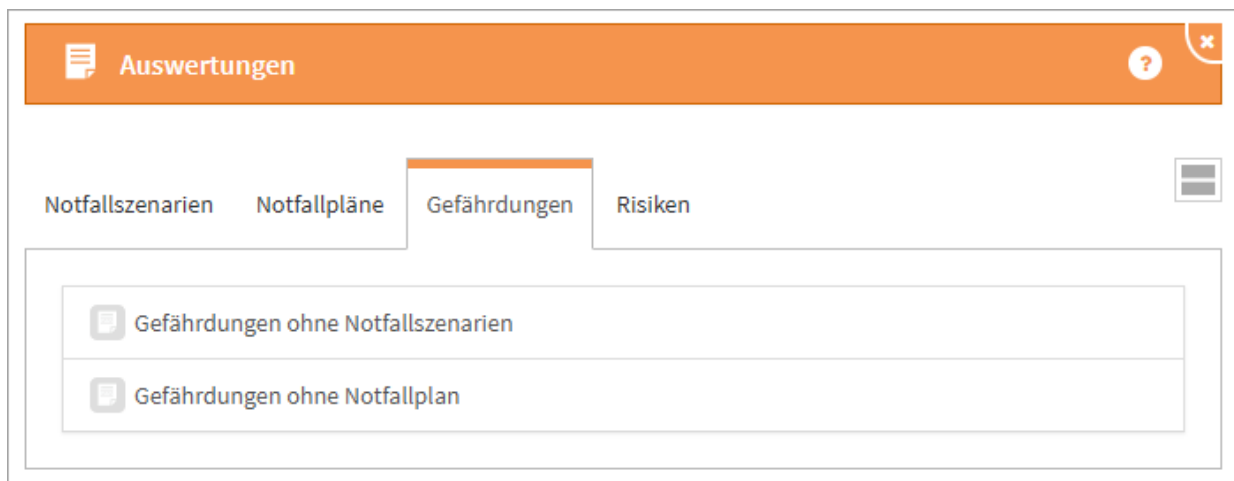 Auswertungen
?
Notfallszenarien Notfallpläne Gefährdungen Risiken
Gefährdungen ohne Notfallszenarien
Gefährdungen ohne Notfallplan